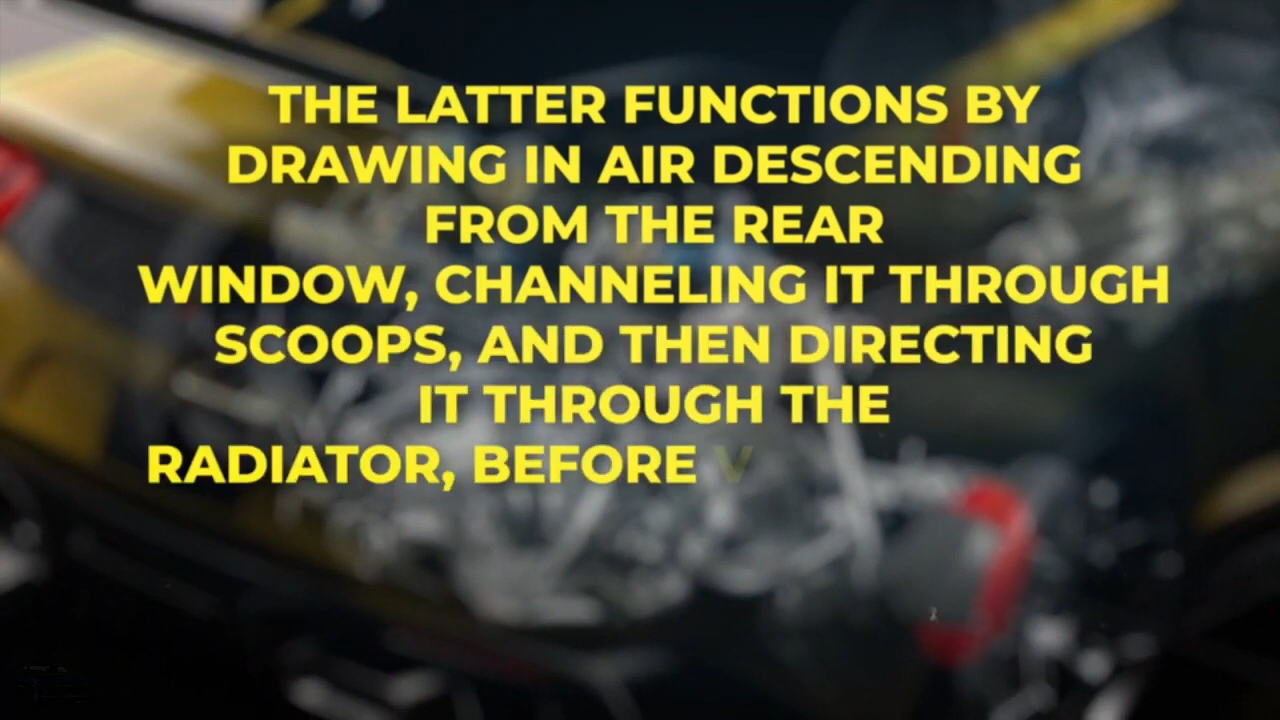 THE LATTER FUNCTIONS BY
DRAWING IN AIR DESCENDING
FROM THE REAR
WINDOW, CHANNELING IT THROUGH
SCOOPS, AND THEN DIRECTING
IT THROUGH THE
RADIATOR, BEFORE V